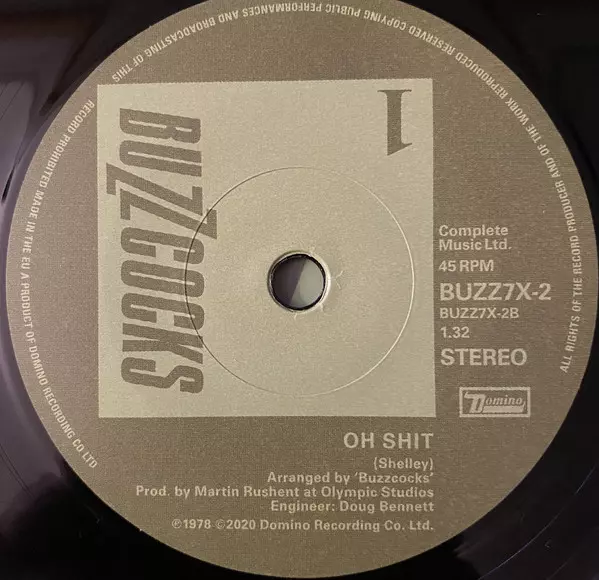 ALL RIGHTS OF THE RECORD PRODUCER AND OF THE WORK REPRODUCED RESERVED COPYING PUBLIC PERFORMANCES AND BROADCASTING OF THIS RECORD PROHIBITED MADE IN THE EU A PRODUCT OF DOMINO RECORDING CO LTD
BUZZCOCKS
1
Complete
Music Ltd.
45 RPM
BUZZ7X-2
BUZZ7X-2B
1.32
STEREO
Domino
OH SHIT
(Shelley)
Arranged by 'Buzzcocks'
Prod. by Martin Rushent at Olympic Studios
Engineer: Doug Bennett
℗1978 ©2020 Domino Recording Co. Ltd.